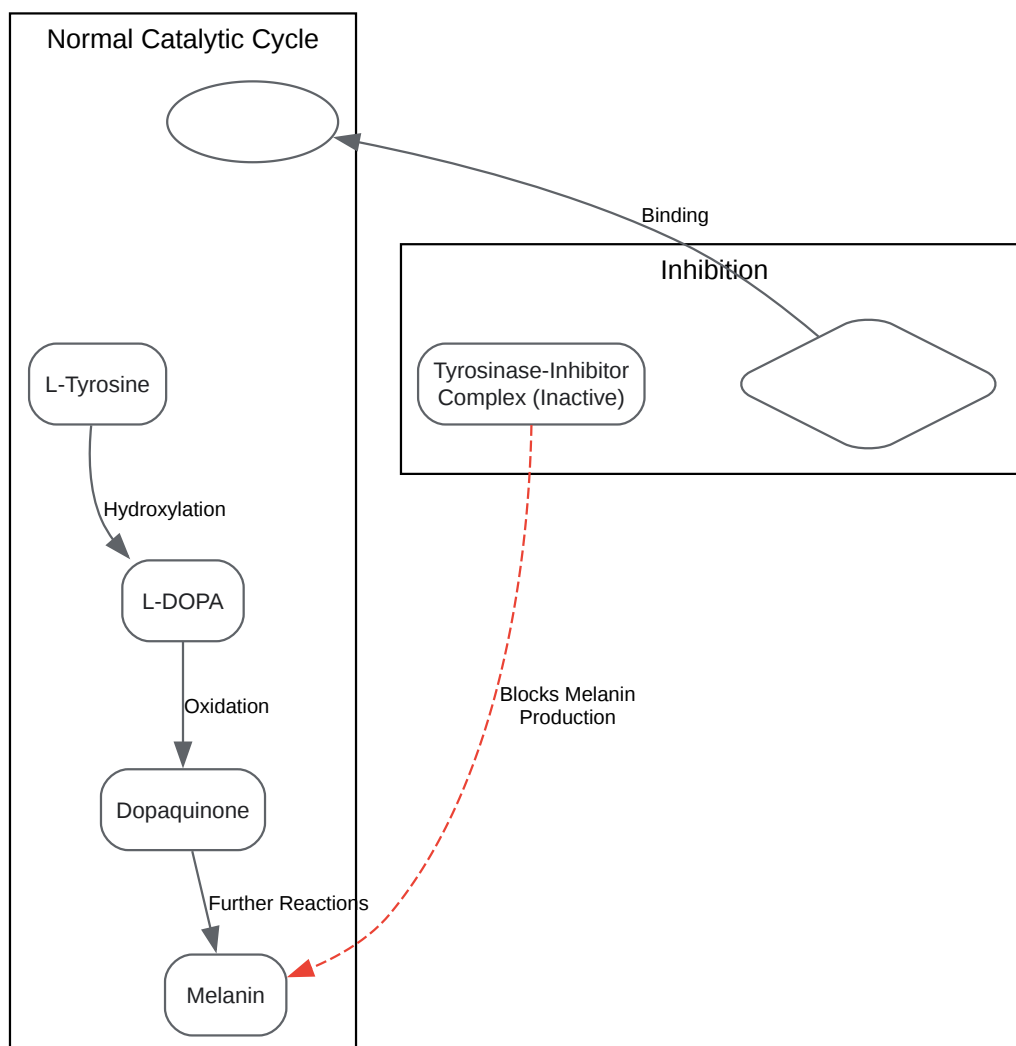 Normal Catalytic Cycle
Binding
Inhibition
L-Tyrosine
Tyrosinase-Inhibitor
Complex (Inactive)
Hydroxylation
L-DOPA
Oxidation
Blocks Melanin
Production
Dopaquinone
Further Reactions
Melanin